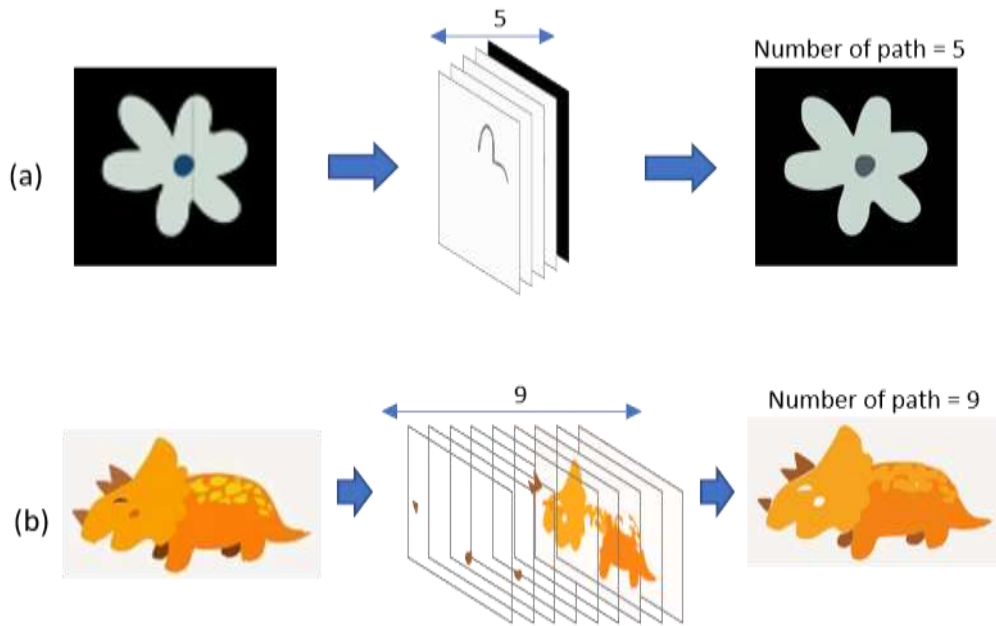 5
Number of path = 5
(a)
9
Number of path = 9
(b)